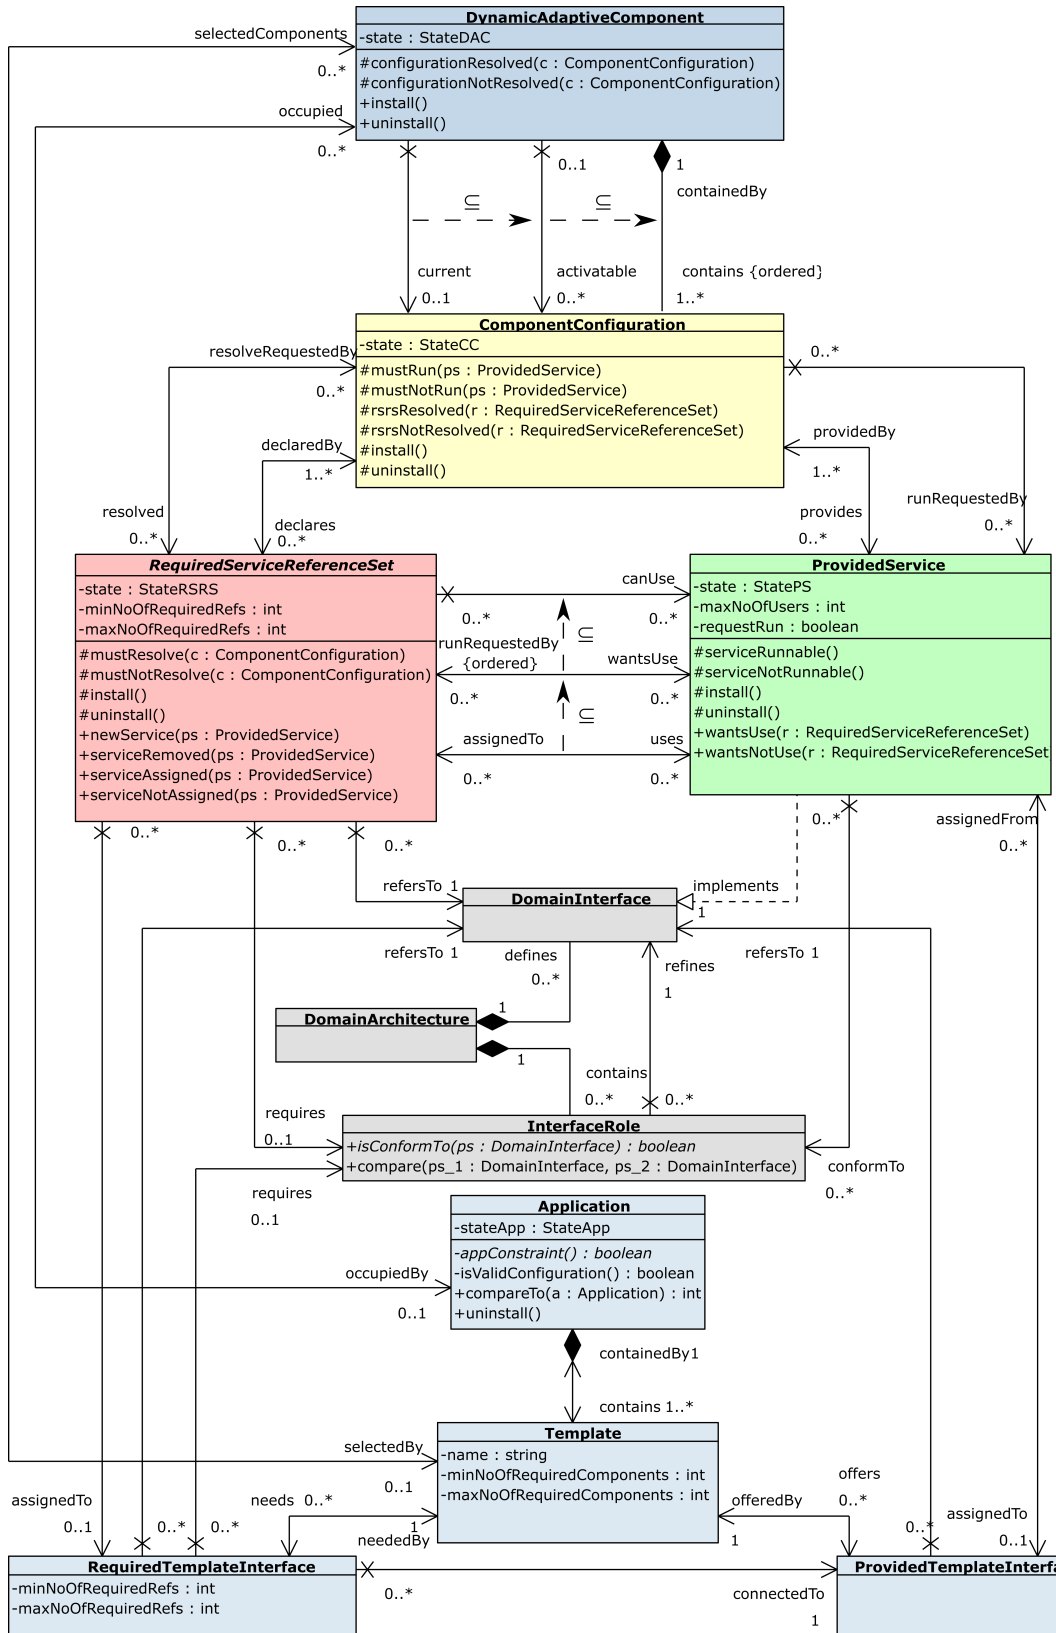 DynamicAdaptiveComponent
-state : StateDAC
#configurationResolved(c : ComponentConfiguration)
#configurationNotResolved(c : ComponentConfiguration)
+install()
+uninstall()
selectedComponents
0..*
occupied
0..*
0..1
1
containedBy
⊆
⊆
current
0..1
activatable
0..*
contains {ordered}
1..*
ComponentConfiguration
-state : StateCC
#mustRun(ps : ProvidedService)
#mustNotRun(ps : ProvidedService)
#rsrsResolved(r : RequiredServiceReferenceSet)
#rsrsNotResolved(r : RequiredServiceReferenceSet)
#install()
#uninstall()
resolveRequestedBy
0..*
0..*
declaredBy
1..*
providedBy
1..*
resolved
0..*
declares
0..*
provides
0..*
runRequestedBy
0..*
RequiredServiceReferenceSet
-state : StateRSRS
-minNoOfRequiredRefs : int
-maxNoOfRequiredRefs : int
#mustResolve(c : ComponentConfiguration)
#mustNotResolve(c : ComponentConfiguration)
#install()
#uninstall()
+newService(ps : ProvidedService)
+serviceRemoved(ps : ProvidedService)
+serviceAssigned(ps : ProvidedService)
+serviceNotAssigned(ps : ProvidedService)
canUse
0..*
0..*
⊆
runRequestedBy
{ordered}
wantsUse
0..*
0..*
⊆
assignedTo
uses
0..*
0..*
ProvidedService
-state : StatePS
-maxNoOfUsers : int
-requestRun : boolean
#serviceRunnable()
#serviceNotRunnable()
#install()
#uninstall()
+wantsUse(r : RequiredServiceReferenceSet)
+wantsNotUse(r : RequiredServiceReferenceSet
0..*
0..*
0..*
0..*
assignedFrom
0..*
refersTo 1
DomainInterface
implements
1
refersTo 1
defines
0..*
refines
1
refersTo 1
DomainArchitecture
1
1
contains
0..*
0..*
requires
0..1
InterfaceRole
+isConformTo(ps : DomainInterface) : boolean
+compare(ps_1 : DomainInterface, ps_2 : DomainInterface)
conformTo
0..*
requires
0..1
Application
-stateApp : StateApp
-appConstraint() : boolean
-isValidConfiguration() : boolean
+compareTo(a : Application) : int
+uninstall()
occupiedBy
0..1
containedBy1
contains 1..*
Template
-name : string
-minNoOfRequiredComponents : int
-maxNoOfRequiredComponents : int
selectedBy
0..1
assignedTo
0..1
0..*
0..*
needs 0..*
1
neededBy
offeredBy
1
offers
0..*
0..*
assignedTo
0..1
RequiredTemplateInterface
-minNoOfRequiredRefs : int
-maxNoOfRequiredRefs : int
0..*
connectedTo
1
ProvidedTemplateInterfa